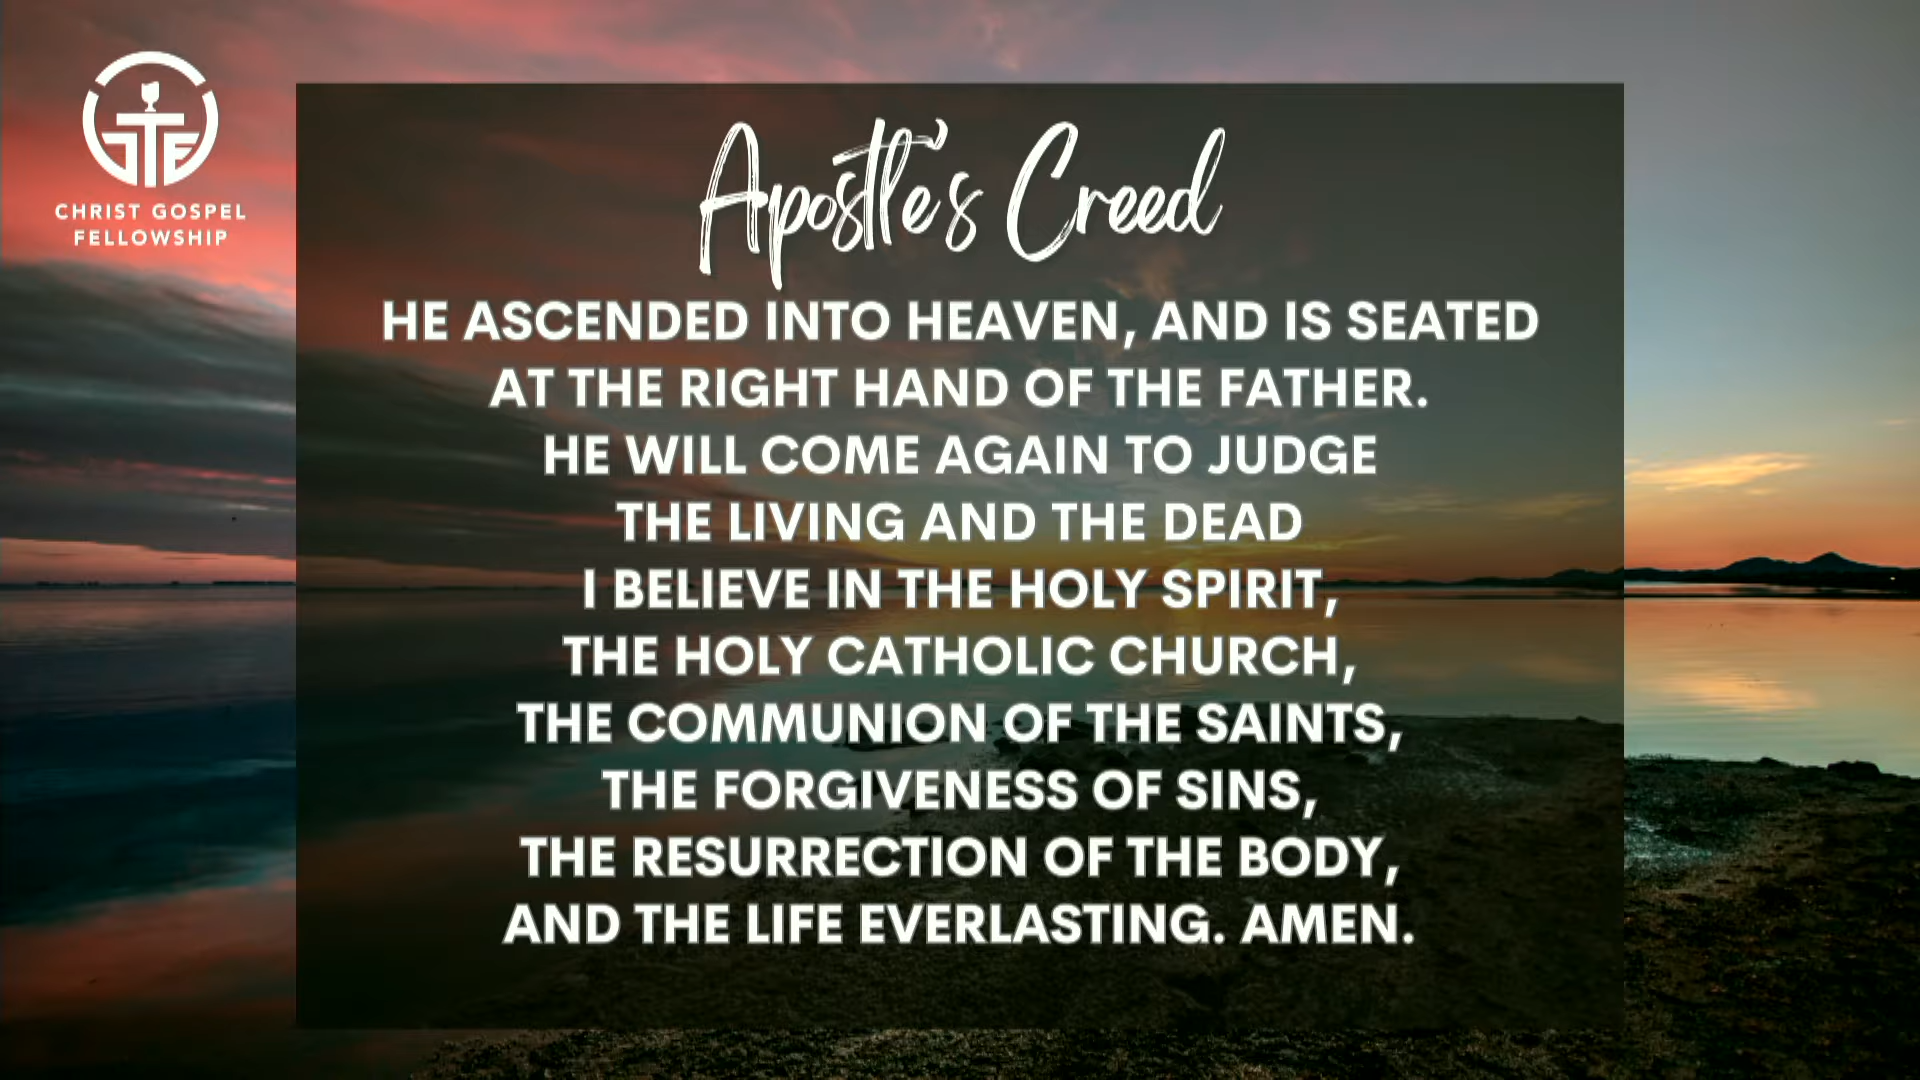 CHRIST GOSPEL
FELLOWSHIP
Apostle's Creed
HE ASCENDED INTO HEAVEN, AND IS SEATED
AT THE RIGHT HAND OF THE FATHER.
HE WILL COME AGAIN TO JUDGE
THE LIVING AND THE DEAD
I BELIEVE IN THE HOLY SPIRIT,
THE HOLY CATHOLIC CHURCH,
THE COMMUNION OF THE SAINTS,
THE FORGIVENESS OF SINS,
THE RESURRECTION OF THE BODY,
AND THE LIFE EVERLASTING. AMEN.